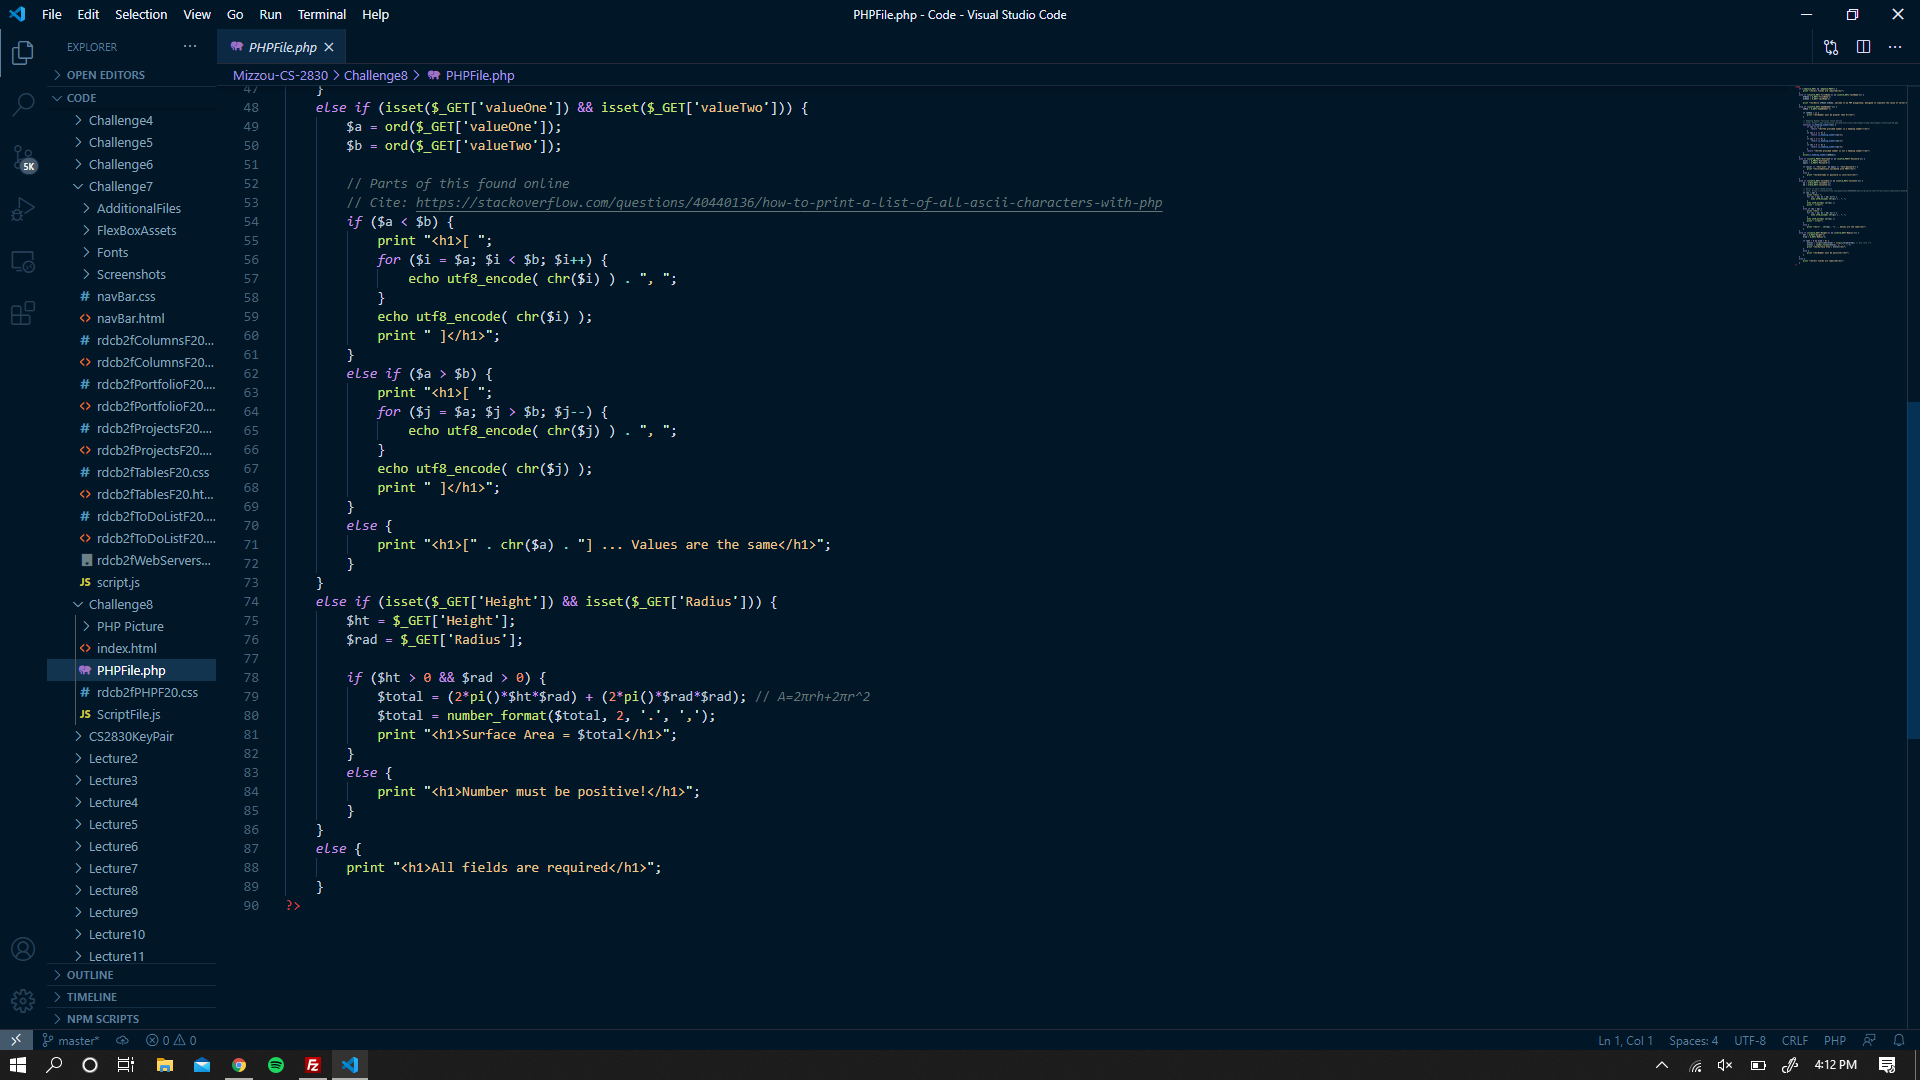 File Edit Selection View Go Run Terminal Help
PHPFile.php - Code - Visual Studio Code
EXPLORER ...
PHPFile.php
OPEN EDITORS
Mizzou-CS-2830 > Challenge8 > PHPFile.php
CODE
Challenge4
Challenge5
Challenge6
Challenge7
AdditionalFiles
FlexBoxAssets
Fonts
Screenshots
# navBar.css
<> navBar.html
# rdcb2fColumnsF20...
<> rdcb2fColumnsF20...
# rdcb2fPortfolioF20....
<> rdcb2fPortfolioF20....
# rdcb2fProjectsF20....
<> rdcb2fProjectsF20....
# rdcb2fTablesF20.css
<> rdcb2fTablesF20.ht...
# rdcb2fToDoListF20....
<> rdcb2fToDoListF20....
rdcb2fWebServers...
JS script.js
Challenge8
PHP Picture
<> index.html
PHPFile.php
# rdcb2fPHPF20.css
JS ScriptFile.js
CS2830KeyPair
Lecture2
Lecture3
Lecture4
Lecture5
Lecture6
Lecture7
Lecture8
Lecture9
Lecture10
Lecture11
OUTLINE
TIMELINE
NPM SCRIPTS
5K
47 }
48 else if (isset($_GET['valueOne']) && isset($_GET['valueTwo'])) {
49 $a = ord($_GET['valueOne']);
50 $b = ord($_GET['valueTwo']);
51
52 // Parts of this found online
53 // Cite: https://stackoverflow.com/questions/40440136/how-to-print-a-list-of-all-ascii-characters-with-php
54 if ($a < $b) {
55 print "<h1>[ ";
56 for ($i = $a; $i < $b; $i++) {
57 echo utf8_encode( chr($i) ) . ", ";
58 }
59 echo utf8_encode( chr($i) );
60 print " ]</h1>";
61 }
62 else if ($a > $b) {
63 print "<h1>[ ";
64 for ($j = $a; $j > $b; $j--) {
65 echo utf8_encode( chr($j) ) . ", ";
66 }
67 echo utf8_encode( chr($j) );
68 print " ]</h1>";
69 }
70 else {
71 print "<h1>[" . chr($a) . "] ... Values are the same</h1>";
72 }
73 }
74 else if (isset($_GET['Height']) && isset($_GET['Radius'])) {
75 $ht = $_GET['Height'];
76 $rad = $_GET['Radius'];
77
78 if ($ht > 0 && $rad > 0) {
79 $total = (2*pi()*$ht*$rad) + (2*pi()*$rad*$rad); // A=2πrh+2πr^2
80 $total = number_format($total, 2, '.', ',');
81 print "<h1>Surface Area = $total</h1>";
82 }
83 else {
84 print "<h1>Number must be positive!</h1>";
85 }
86 }
87 else {
88 print "<h1>All fields are required</h1>";
89 }
90 ?>
master* 0 0
Ln 1, Col 1 Spaces: 4 UTF-8 CRLF PHP
4:12 PM